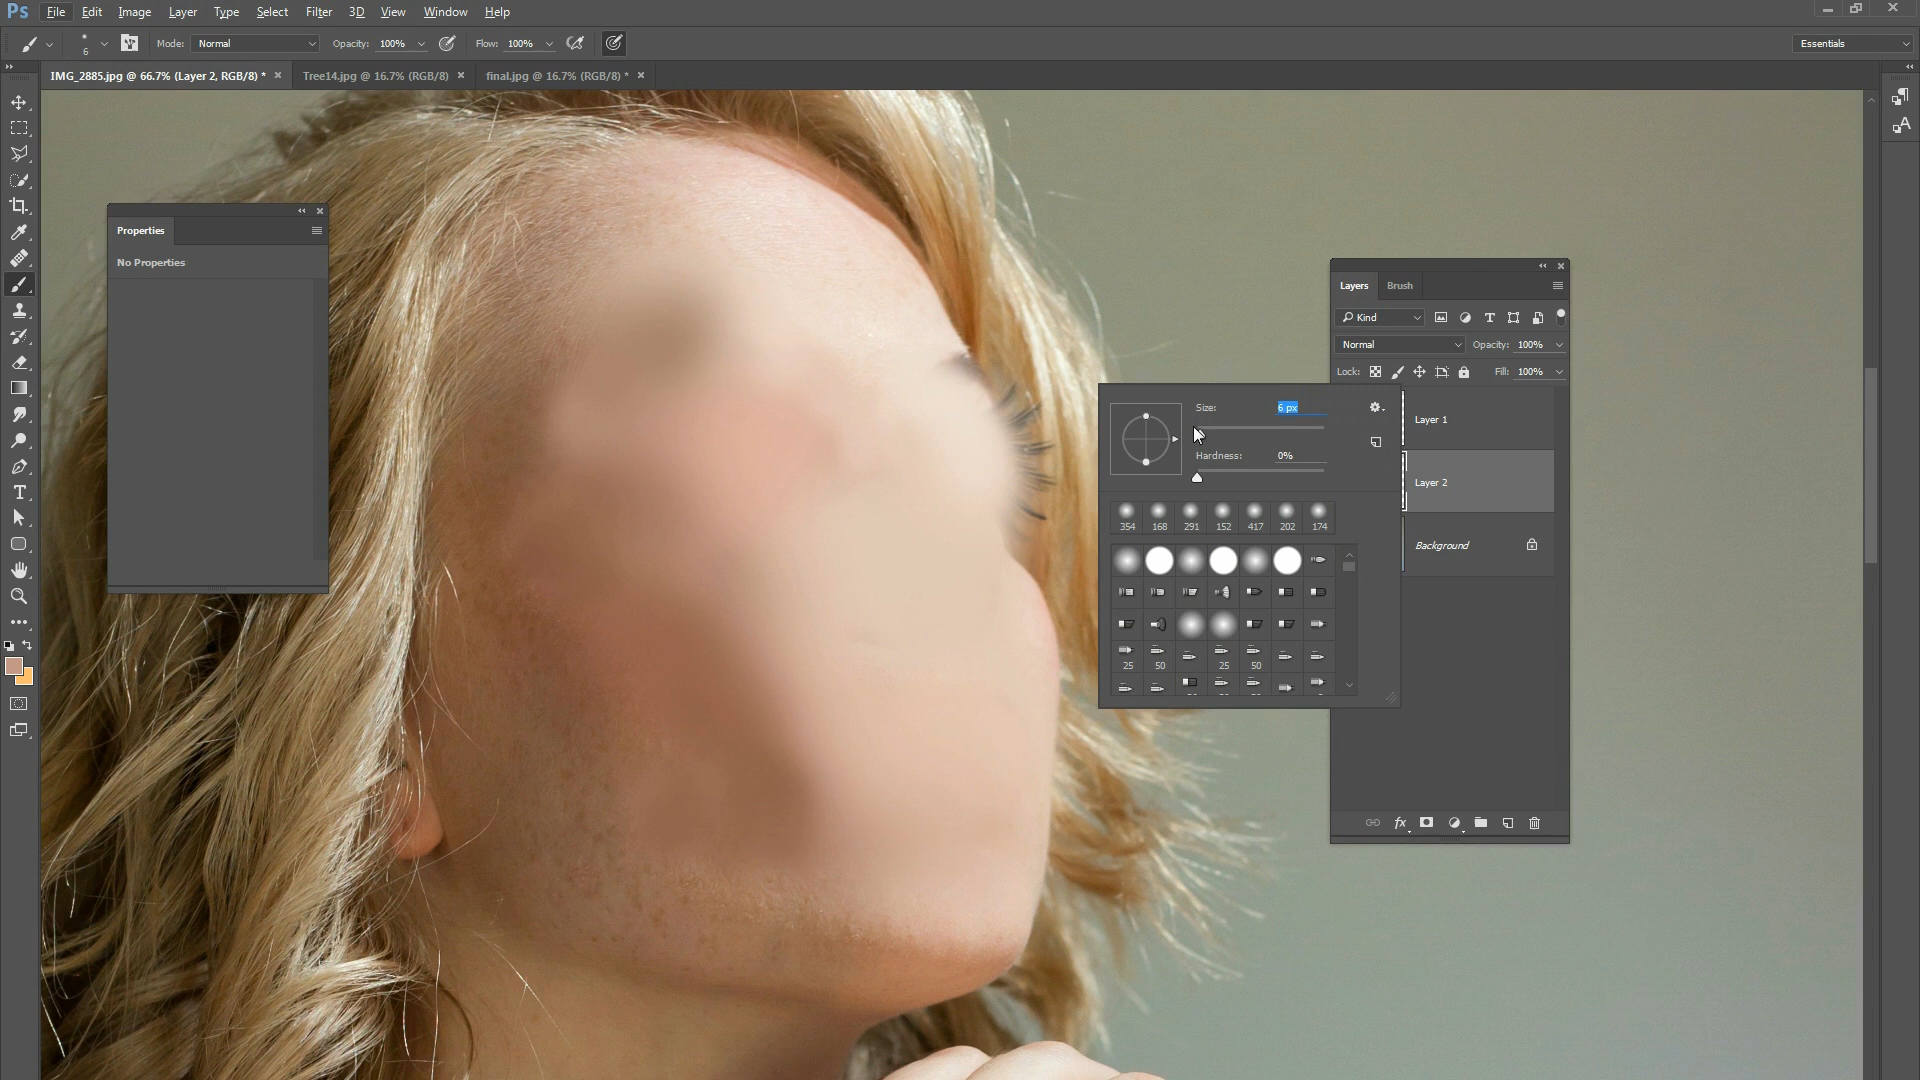 Ps File Edit Image Layer Type Select Filter 3D View Window Help
6 Mode: Normal Opacity: 100% Flow: 100% Essentials
IMG_2885.jpg @ 66.7% (Layer 2, RGB/8) * × Tree14.jpg @ 16.7% (RGB/8) × final.jpg @ 16.7% (RGB/8) * ×
Properties
No Properties
Layers Brush
Kind
Normal Opacity: 100%
Lock: Fill: 100%
Layer 1
Layer 2
Background
fx
Size: 6 px
Hardness: 0%
354 168 291 152 417 202 174
25 50 25 50